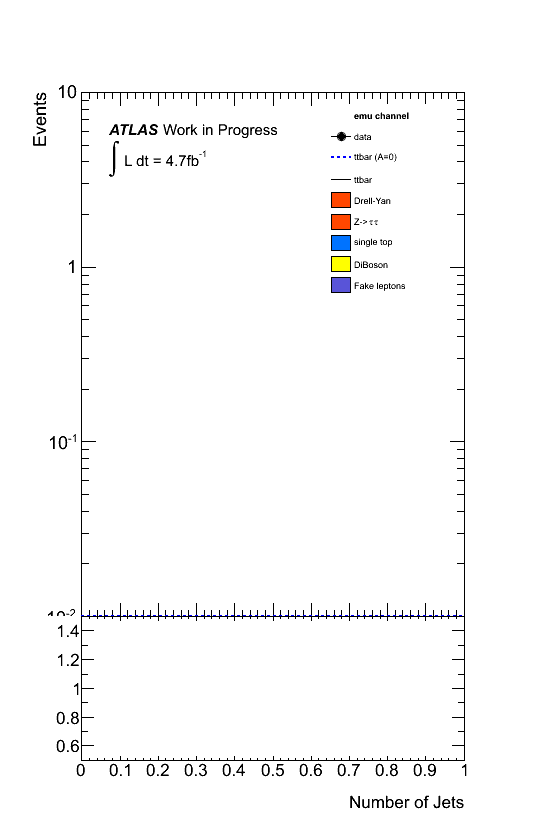 Events
10
ATLAS Work in Progress
∫ L dt = 4.7fb-1
emu channel
data
ttbar (A=0)
ttbar
Drell-Yan
Z->ττ
single top
DiBoson
Fake leptons
1
10-1
10-2
1.4
1.2
1
0.8
0.6
0 0.1 0.2 0.3 0.4 0.5 0.6 0.7 0.8 0.9 1
Number of Jets